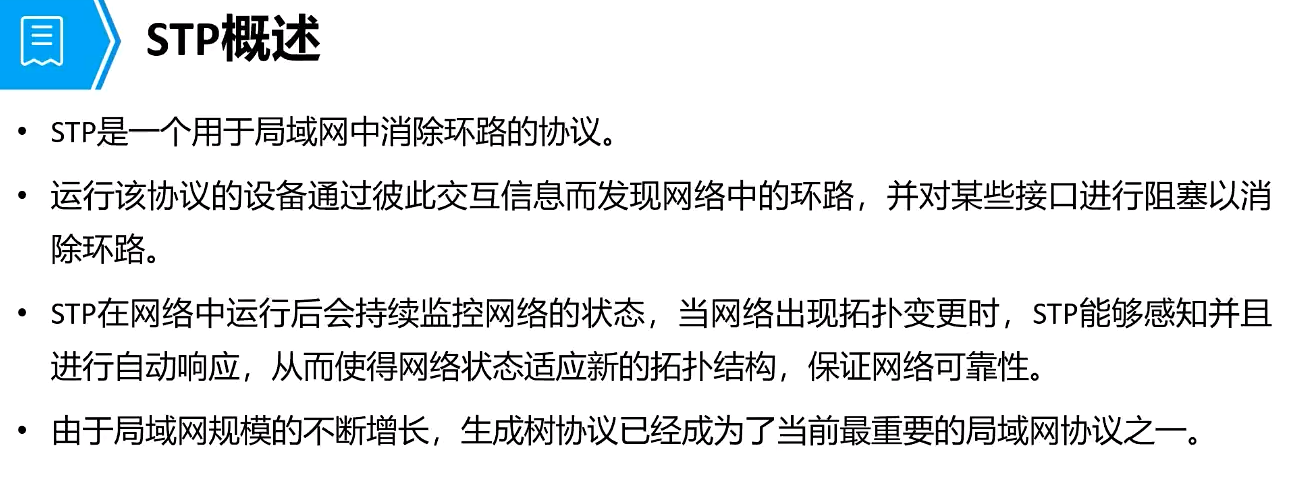 STP概述
• STP是一个用于局域网中消除环路的协议。
• 运行该协议的设备通过彼此交互信息而发现网络中的环路，并对某些接口进行阻塞以消
除环路。
• STP在网络中运行后会持续监控网络的状态，当网络出现拓扑变更时，STP能够感知并且
进行自动响应，从而使得网络状态适应新的拓扑结构，保证网络可靠性。
• 由于局域网规模的不断增长，生成树协议已经成为了当前最重要的局域网协议之一。